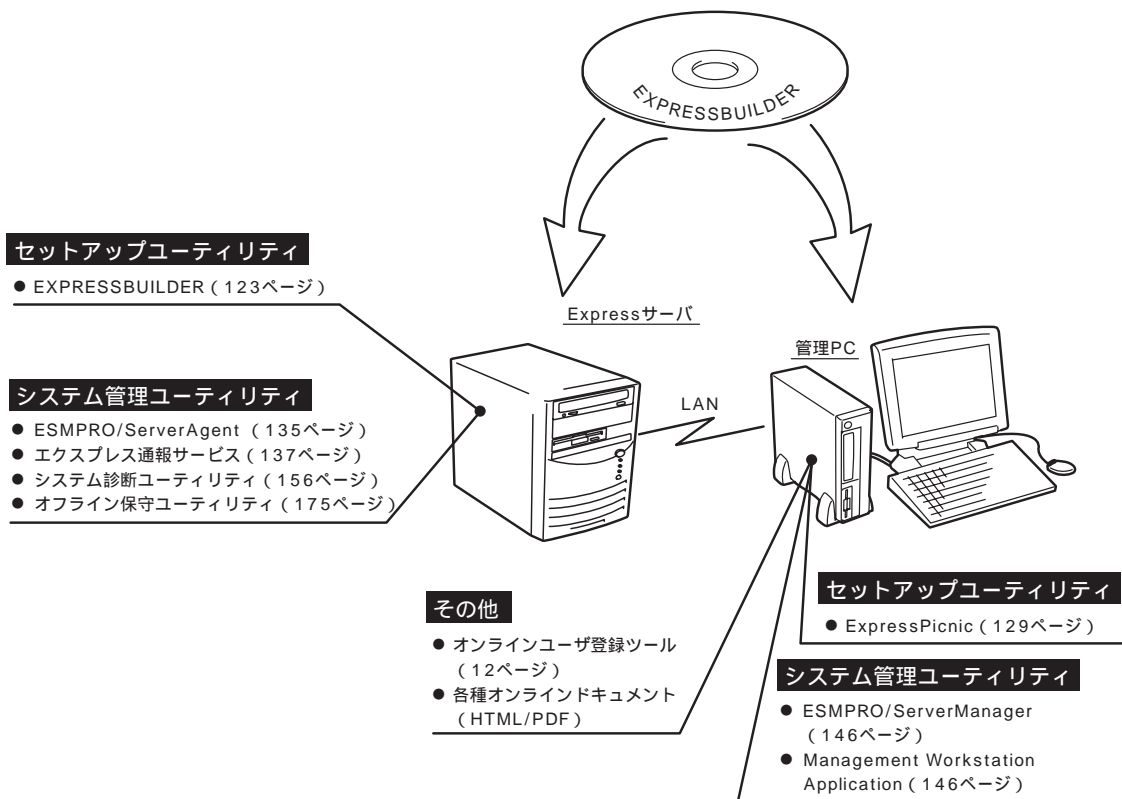 EXPRESSBUILDER
セットアップユーティリティ
● EXPRESSBUILDER（123ページ）
システム管理ユーティリティ
● ESMPRO/ServerAgent （135ページ）
● エクスプレス通報サービス（137ページ）
● システム診断ユーティリティ（156ページ）
● オフライン保守ユーティリティ（175ページ）
Expressサーバ
LAN
管理PC
その他
● オンラインユーザ登録ツール
（12ページ）
● 各種オンラインドキュメント
（HTML/PDF）
セットアップユーティリティ
● ExpressPicnic（129ページ）
システム管理ユーティリティ
● ESMPRO/ServerManager
（146ページ）
● Management Workstation
Application（146ページ）